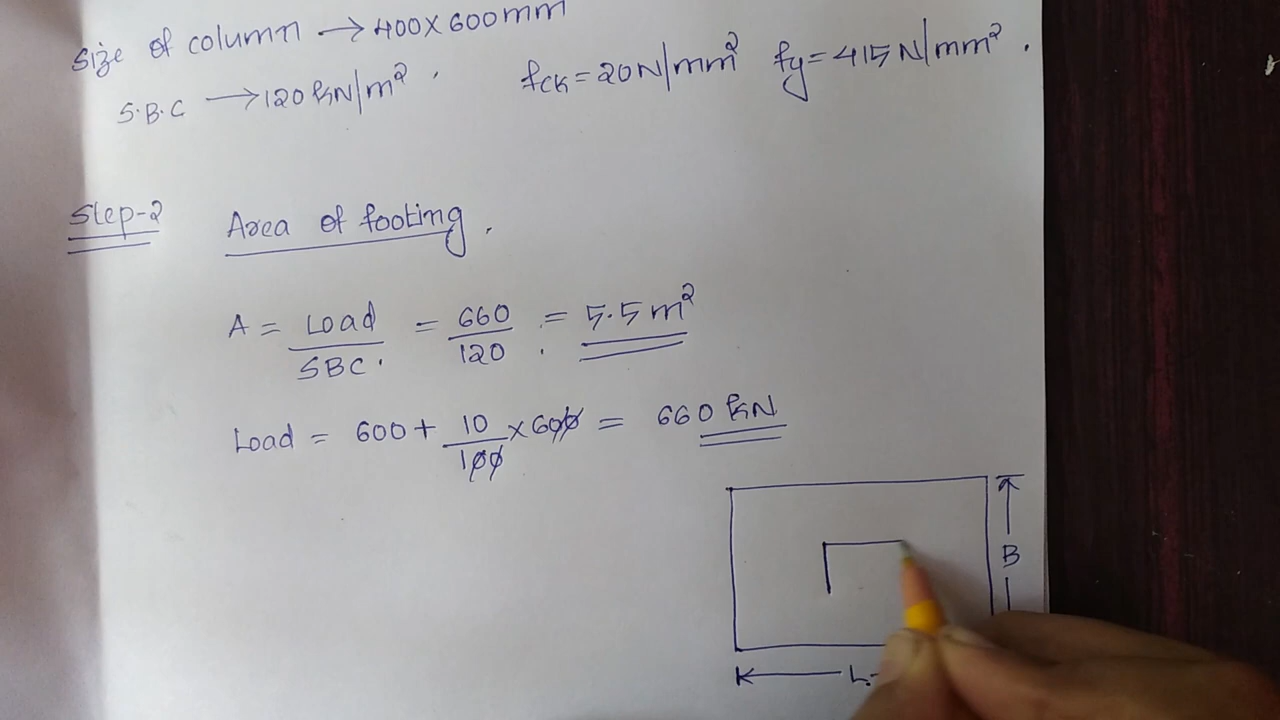 Size of column → 400 x 600mm
S.B.C → 120 kN/m². fck = 20N/mm² fy = 415N/mm².
Step-2 Area of footing.
A = Load/SBC. = 660/120. = 5.5 m²
Load = 600 + 10/100 x 600 = 660 kN
B
L